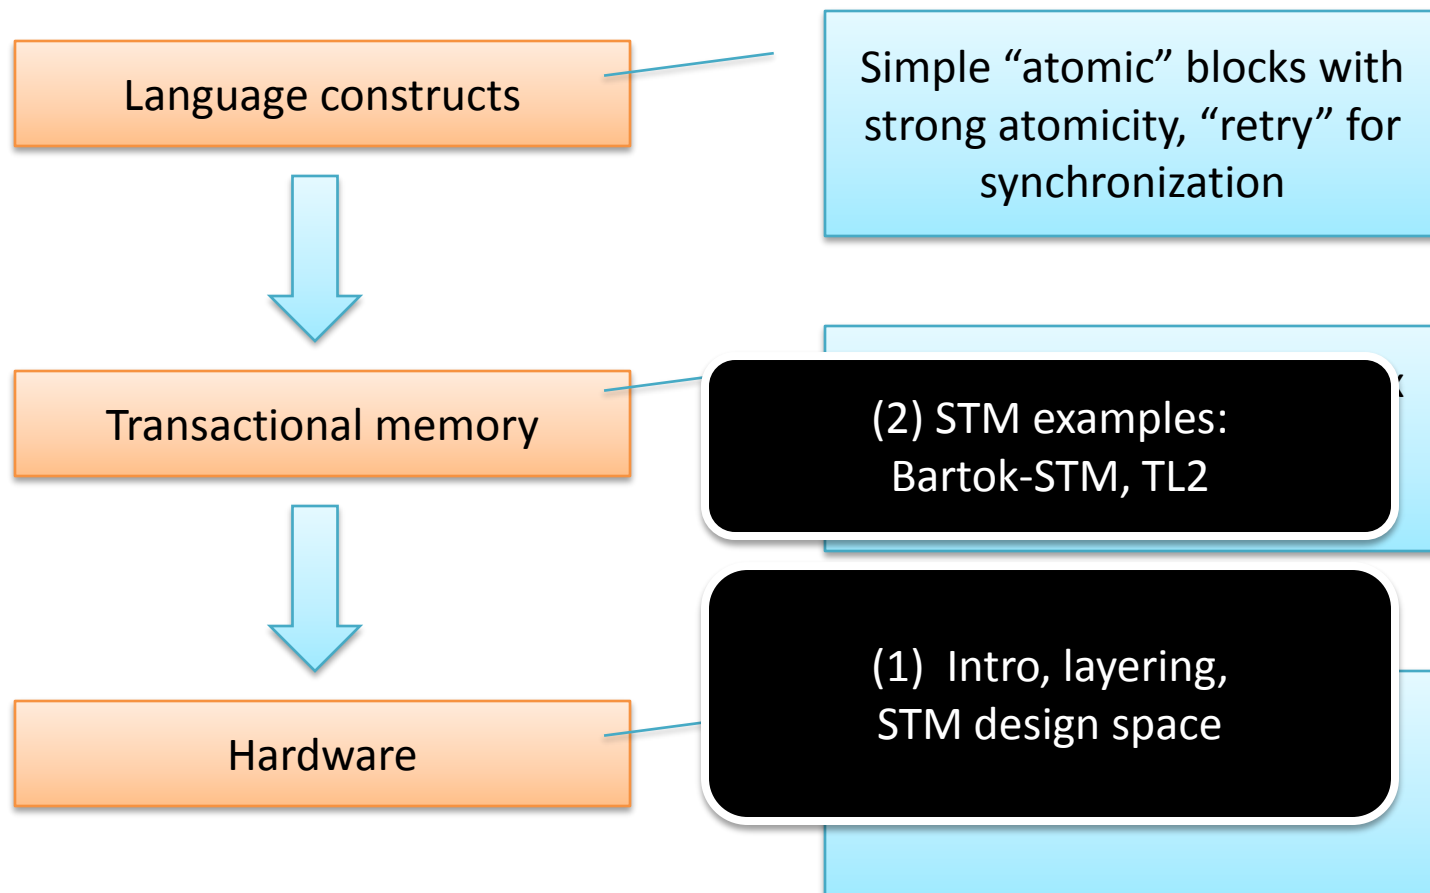 Language constructs
Simple “atomic” blocks with
strong atomicity, “retry” for
synchronization
Transactional memory
(2) STM examples:
Bartok-STM, TL2
(1) Intro, layering,
STM design space
Hardware